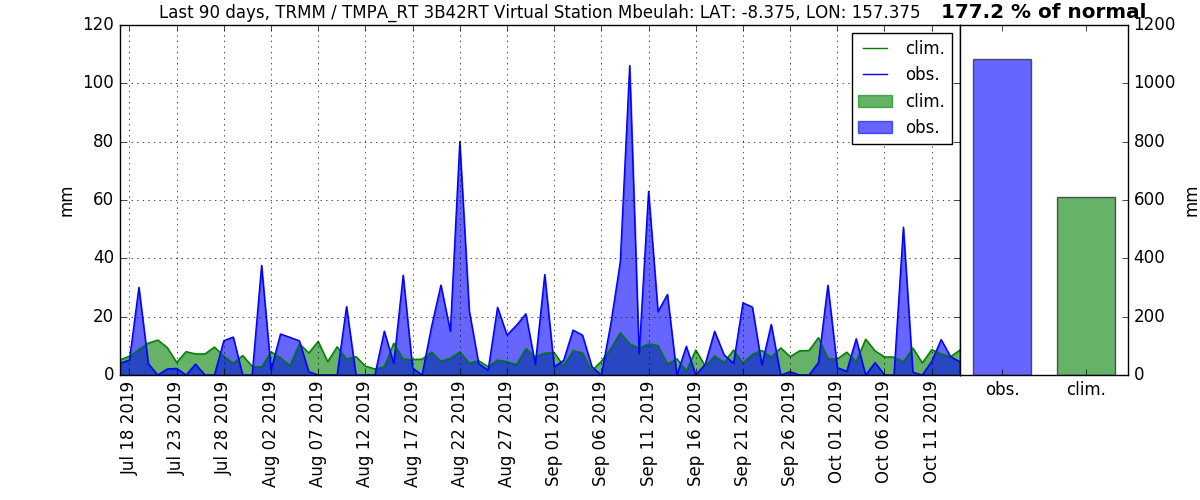 Last 90 days, TRMM / TMPA_RT 3B42RT Virtual Station Mbeulah: LAT: -8.375, LON: 157.375
177.2 % of normal
120
100
80
60
40
20
0
mm
clim.
obs.
clim.
obs.
1200
1000
800
600
400
200
0
mm
Jul 18 2019
Jul 23 2019
Jul 28 2019
Aug 02 2019
Aug 07 2019
Aug 12 2019
Aug 17 2019
Aug 22 2019
Aug 27 2019
Sep 01 2019
Sep 06 2019
Sep 11 2019
Sep 16 2019
Sep 21 2019
Sep 26 2019
Oct 01 2019
Oct 06 2019
Oct 11 2019
obs.
clim.